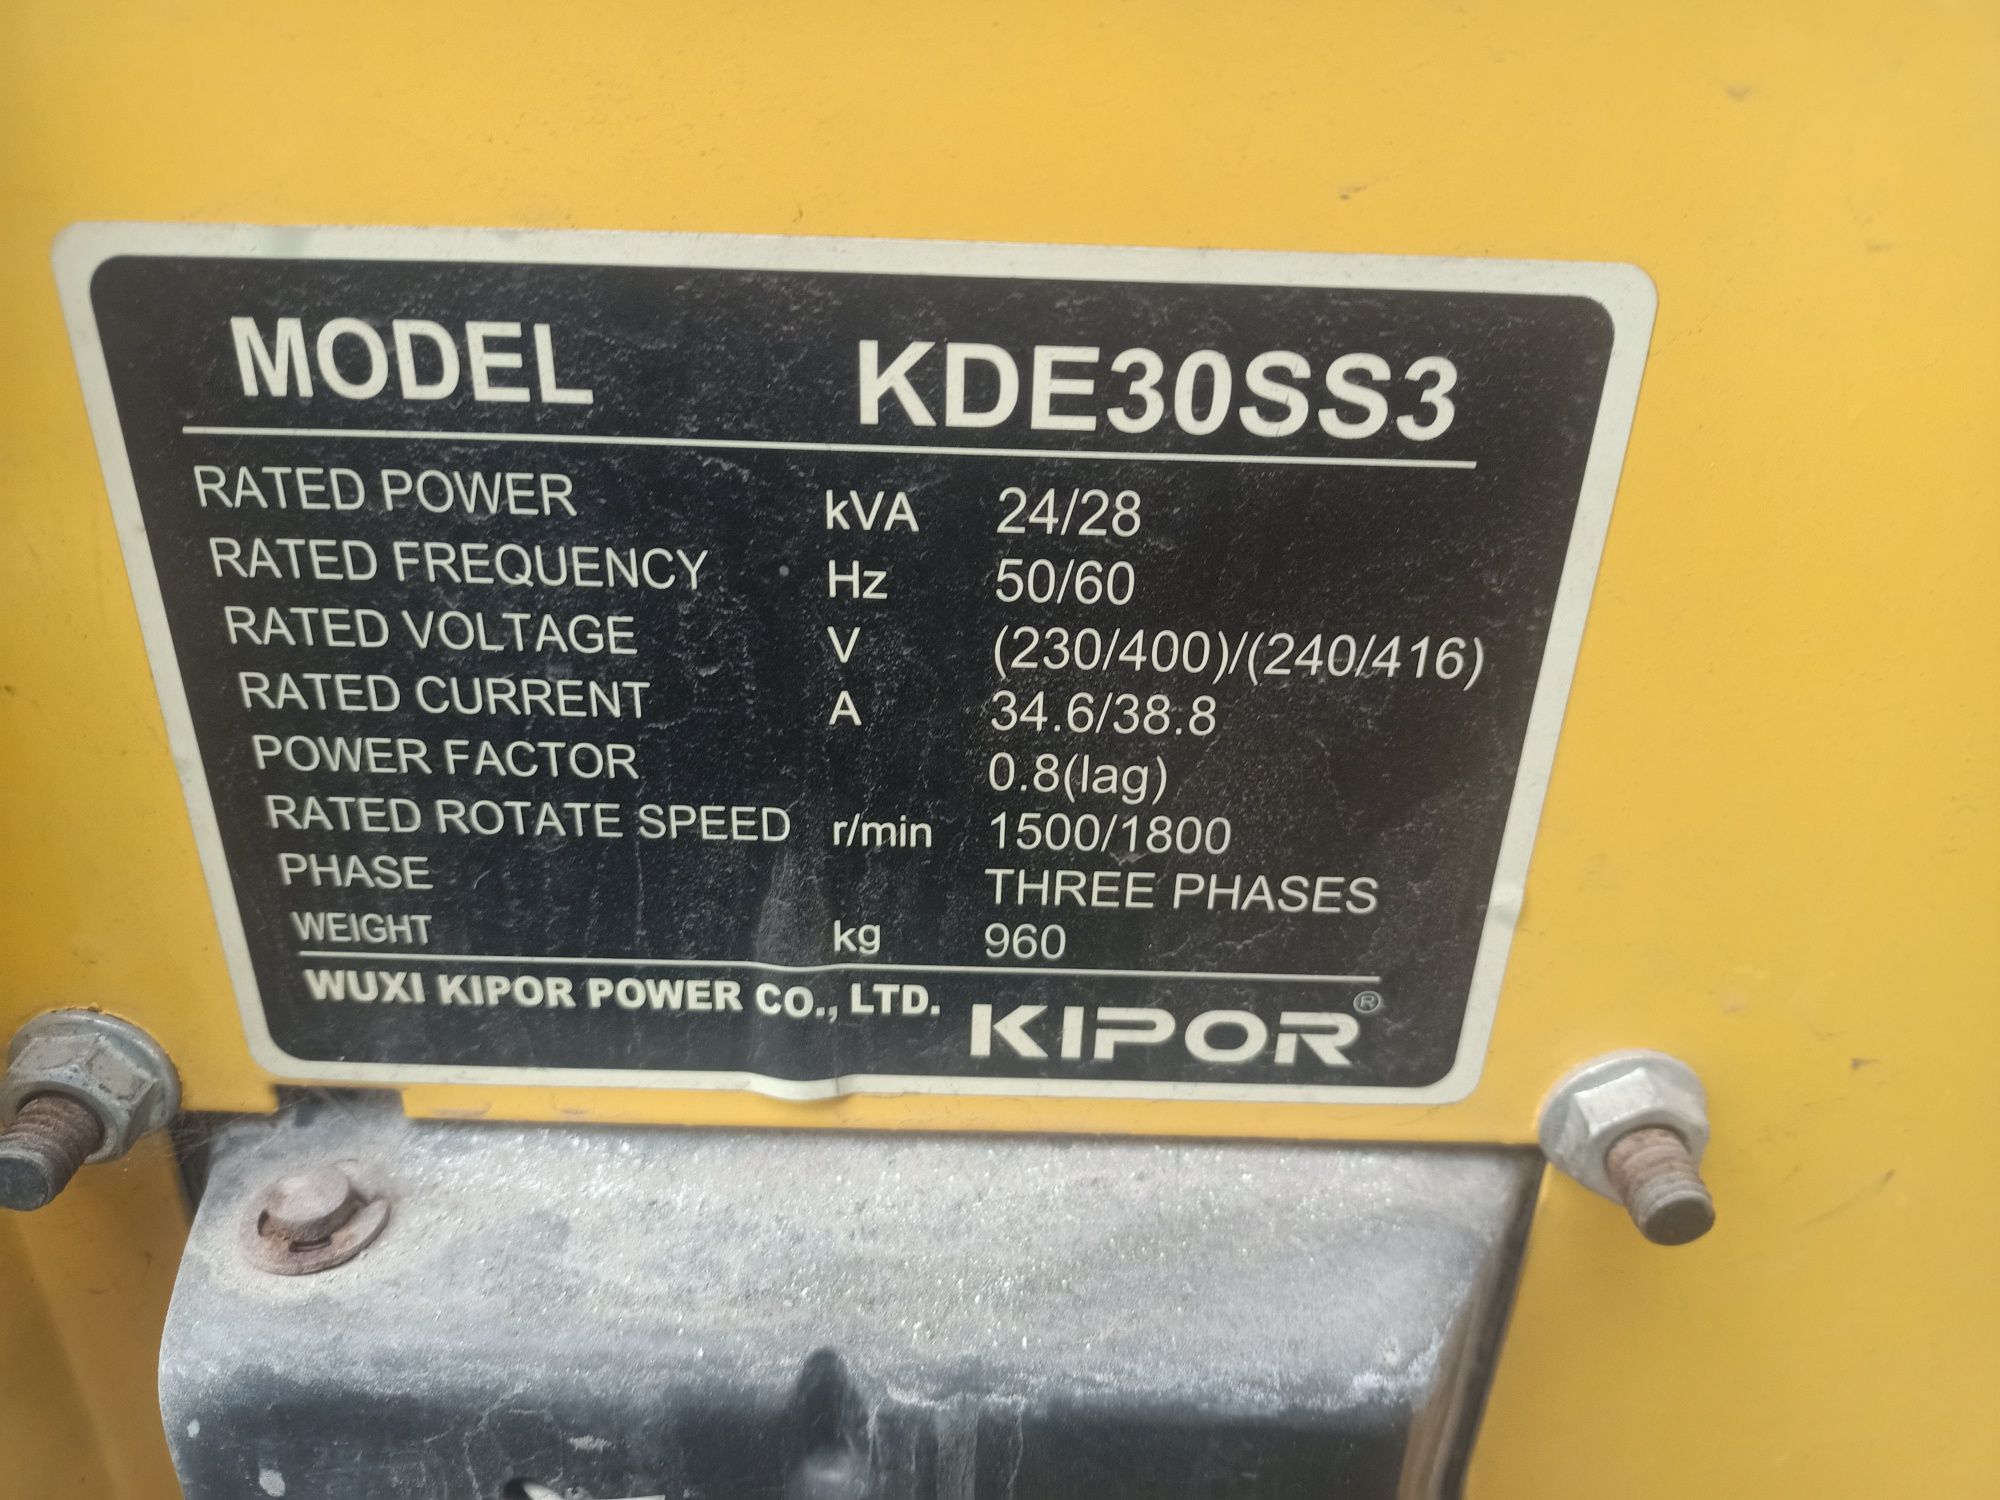 MODEL KDE30SS3
RATED POWER kVA 24/28
RATED FREQUENCY Hz 50/60
RATED VOLTAGE V (230/400)/(240/416)
RATED CURRENT A 34.6/38.8
POWER FACTOR 0.8(lag)
RATED ROTATE SPEED r/min 1500/1800
PHASE THREE PHASES
WEIGHT kg 960
WUXI KIPOR POWER CO., LTD. KIPOR®